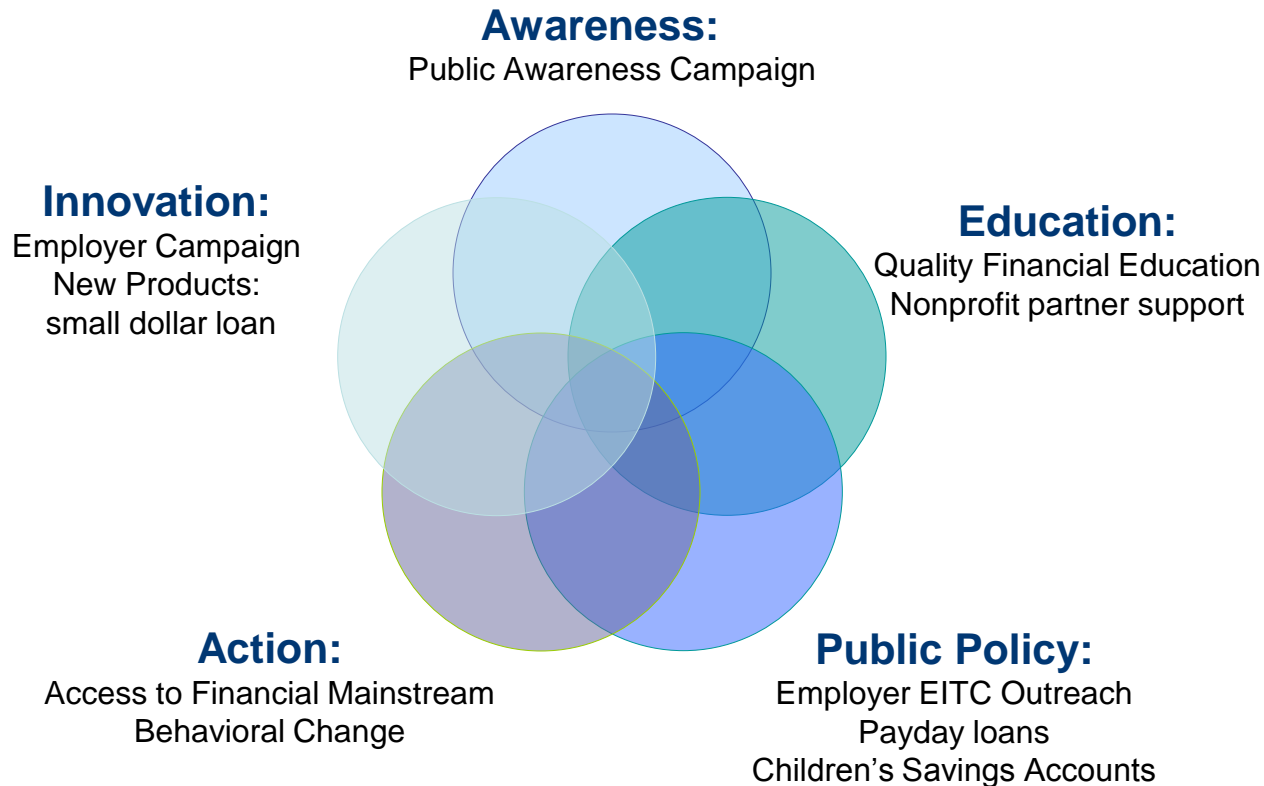 Awareness:
Public Awareness Campaign
Innovation:
Employer Campaign
New Products:
small dollar loan
Education:
Quality Financial Education
Nonprofit partner support
Action:
Access to Financial Mainstream
Behavioral Change
Public Policy:
Employer EITC Outreach
Payday loans
Children’s Savings Accounts